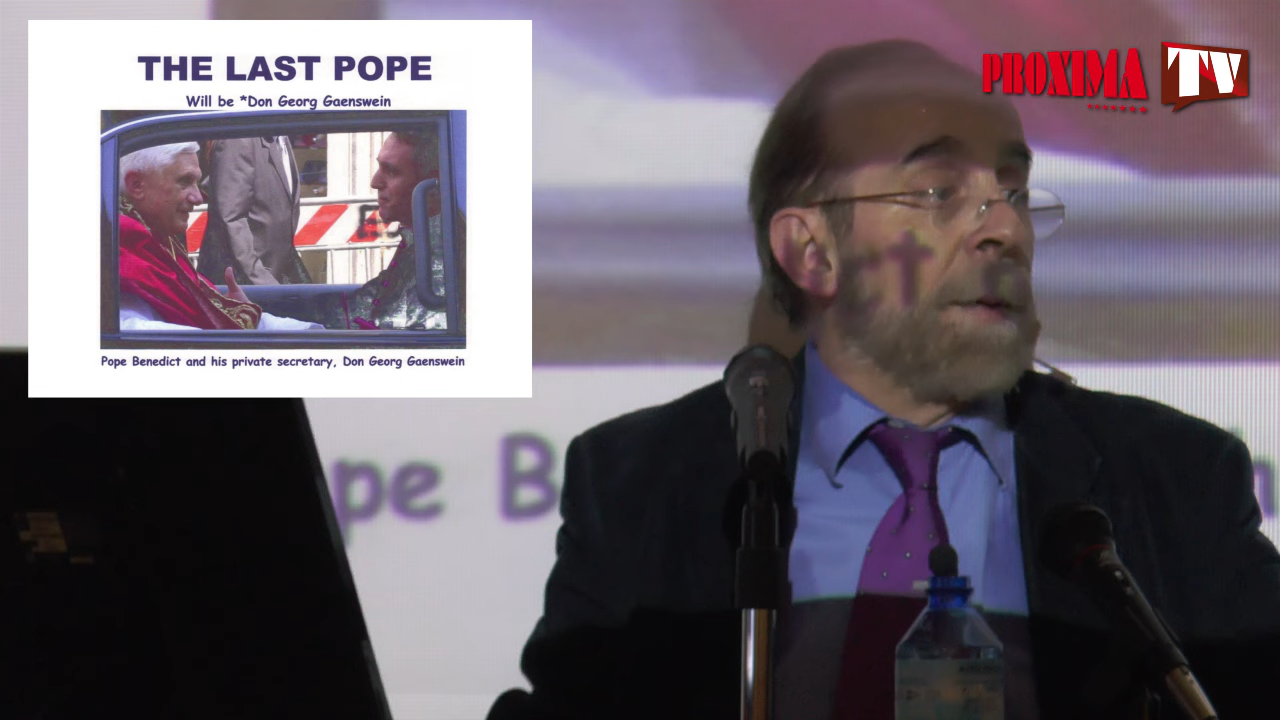 THE LAST POPE
Will be *Don Georg Gaenswein
Pope Benedict and his private secretary, Don Georg Gaenswein
PROXIMA TV
pe B
h